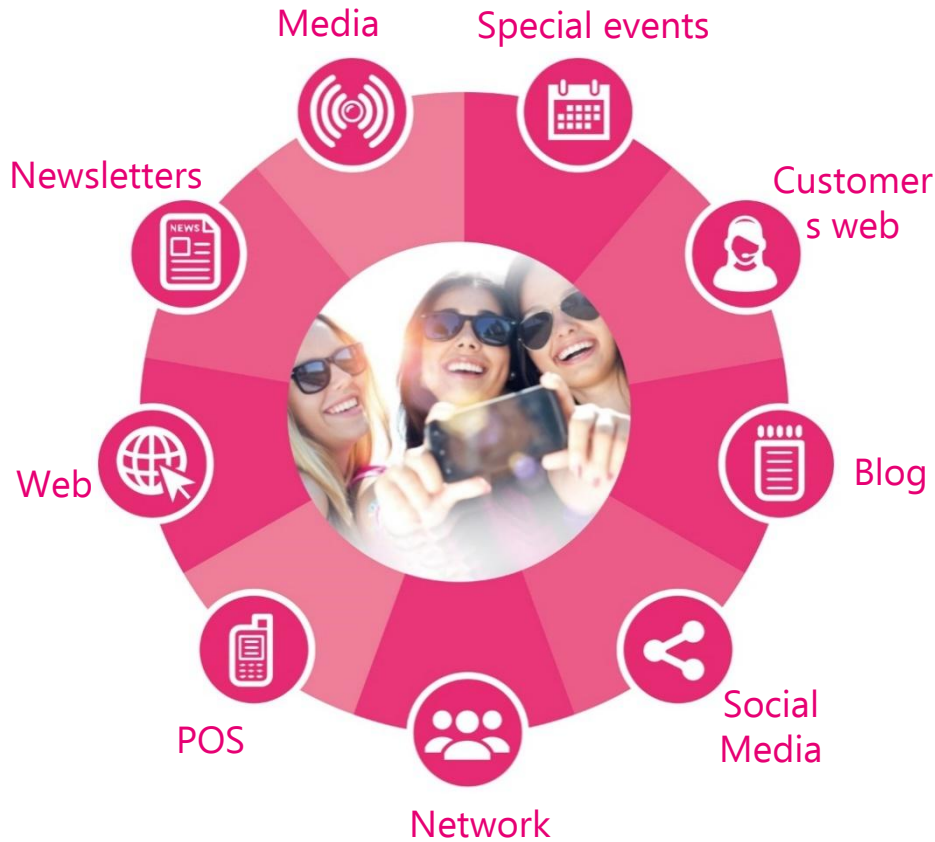 Media
Special events
Newsletters
Customer
s web
NEWS
Web
Blog
POS
Social
Media
Network